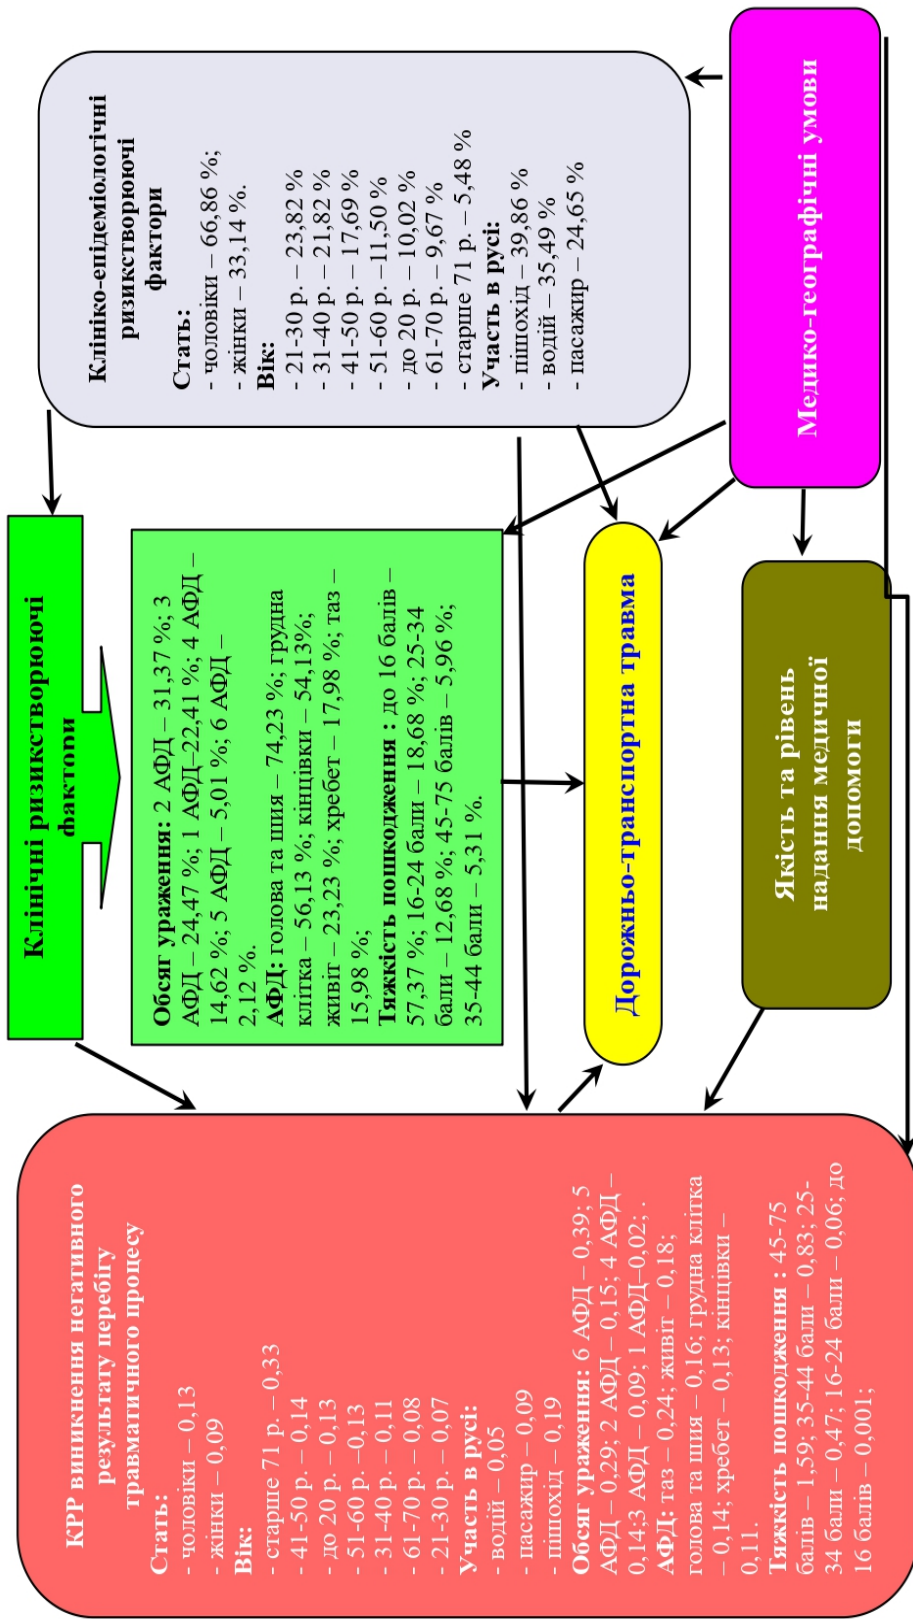 КРР виникнення негативного
результату перебігу
травматичного процесу
Стать:
- чоловіки – 0,13
- жінки – 0,09
Вік:
- старше 71 р. – 0,33
- 41-50 р. – 0,14
- до 20 р. – 0,13
- 51-60 р. – 0,13
- 31-40 р. – 0,11
- 61-70 р. – 0,08
- 21-30 р. – 0,07
Участь в русі:
- водій – 0,05
- пасажир – 0,09
- пішохід – 0,19
Обсяг ураження: 6 АФД – 0,39; 5
АФД – 0,29; 2 АФД – 0,15; 4 АФД –
0,14;3 АФД – 0,09; 1 АФД–0,02; .
АФД: таз – 0,24; живіт – 0,18;
голова та шия – 0,16; грудна клітка
– 0,14; хребет – 0,13; кінцівки –
0,11.
Тяжкість пошкодження : 45-75
балів – 1,59; 35-44 бали – 0,83; 25-
34 бали – 0,47; 16-24 бали – 0,06; до
16 балів – 0,001;
Клінічні ризикстворюючі
фактори
Обсяг ураження: 2 АФД – 31,37 %; 3
АФД – 24,47 %; 1 АФД–22,41 %; 4 АФД –
14,62 %; 5 АФД – 5,01 %; 6 АФД –
2,12 %.
АФД: голова та шия – 74,23 %; грудна
клітка – 56,13 %; кінцівки – 54,13%;
живіт – 23,23 %; хребет – 17,98 %; таз –
15,98 %;
Тяжкість пошкодження : до 16 балів –
57,37 %; 16-24 бали – 18,68 %; 25-34
бали – 12,68 %, 45-75 балів – 5,96 %;
35-44 бали – 5,31 %.
Дорожньо-транспортна травма
Якість та рівень
надання медичної
допомоги
Клініко-епідеміологічні
ризикстворюючі
фактори
Стать:
- чоловіки – 66,86 %;
- жінки – 33,14 %.
Вік:
- 21-30 р. – 23,82 %
- 31-40 р. – 21,82 %
- 41-50 р. – 17,69 %
- 51-60 р. –11,50 %
- до 20 р. – 10,02 %
- 61-70 р. – 9,67 %
- старше 71 р. – 5,48 %
Участь в русі:
- пішохід – 39,86 %
- водій – 35,49 %
- пасажир – 24,65 %
Медико-географічні умови